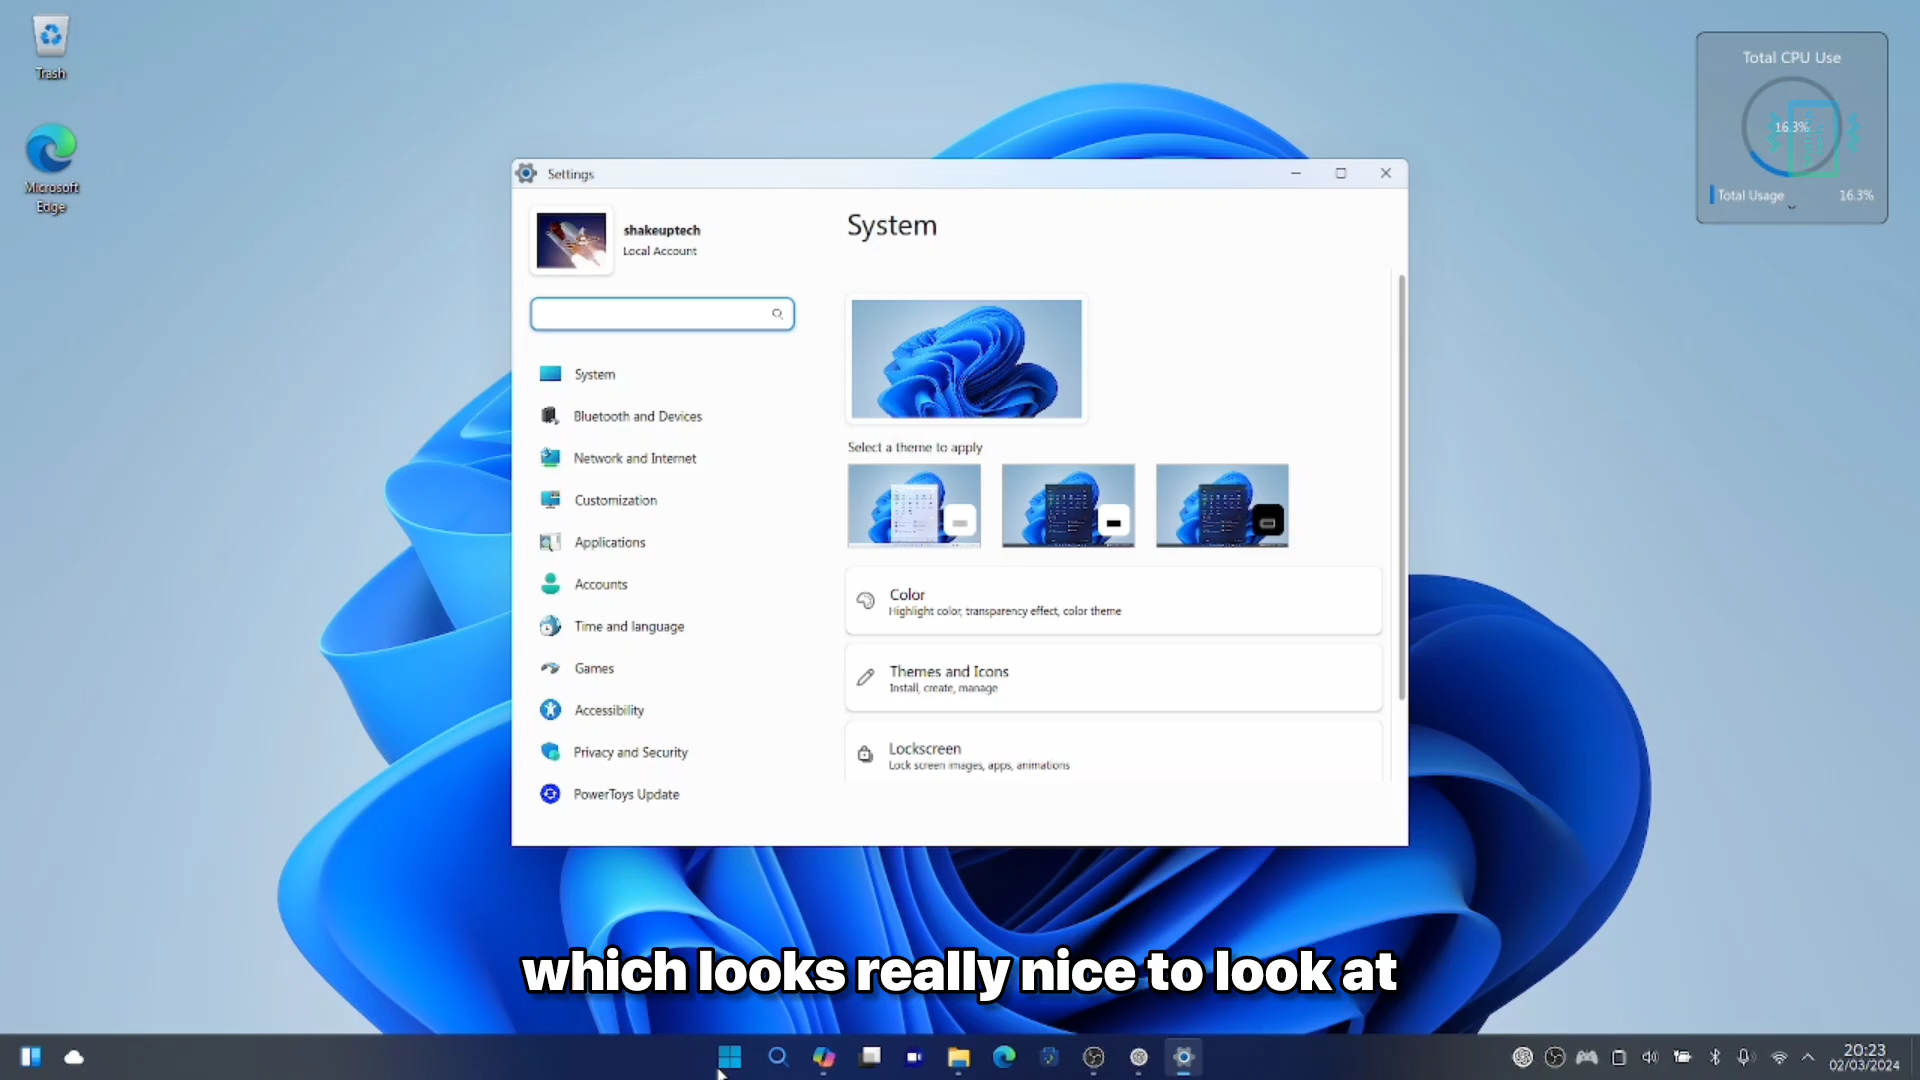 Trash
Microsoft
Edge
Total CPU Use
16.3%
Total Usage
16.3%
Settings
shakeuptech
Local Account
System
Bluetooth and Devices
Network and Internet
Customization
Applications
Accounts
Time and language
Games
Accessibility
Privacy and Security
PowerToys Update
System
Select a theme to apply
Color
Highlight color, transparency effect, color theme
Themes and Icons
Install, create, manage
Lockscreen
Lock screen images, apps, animations
which looks really nice to look at
20:23
02/03/2024